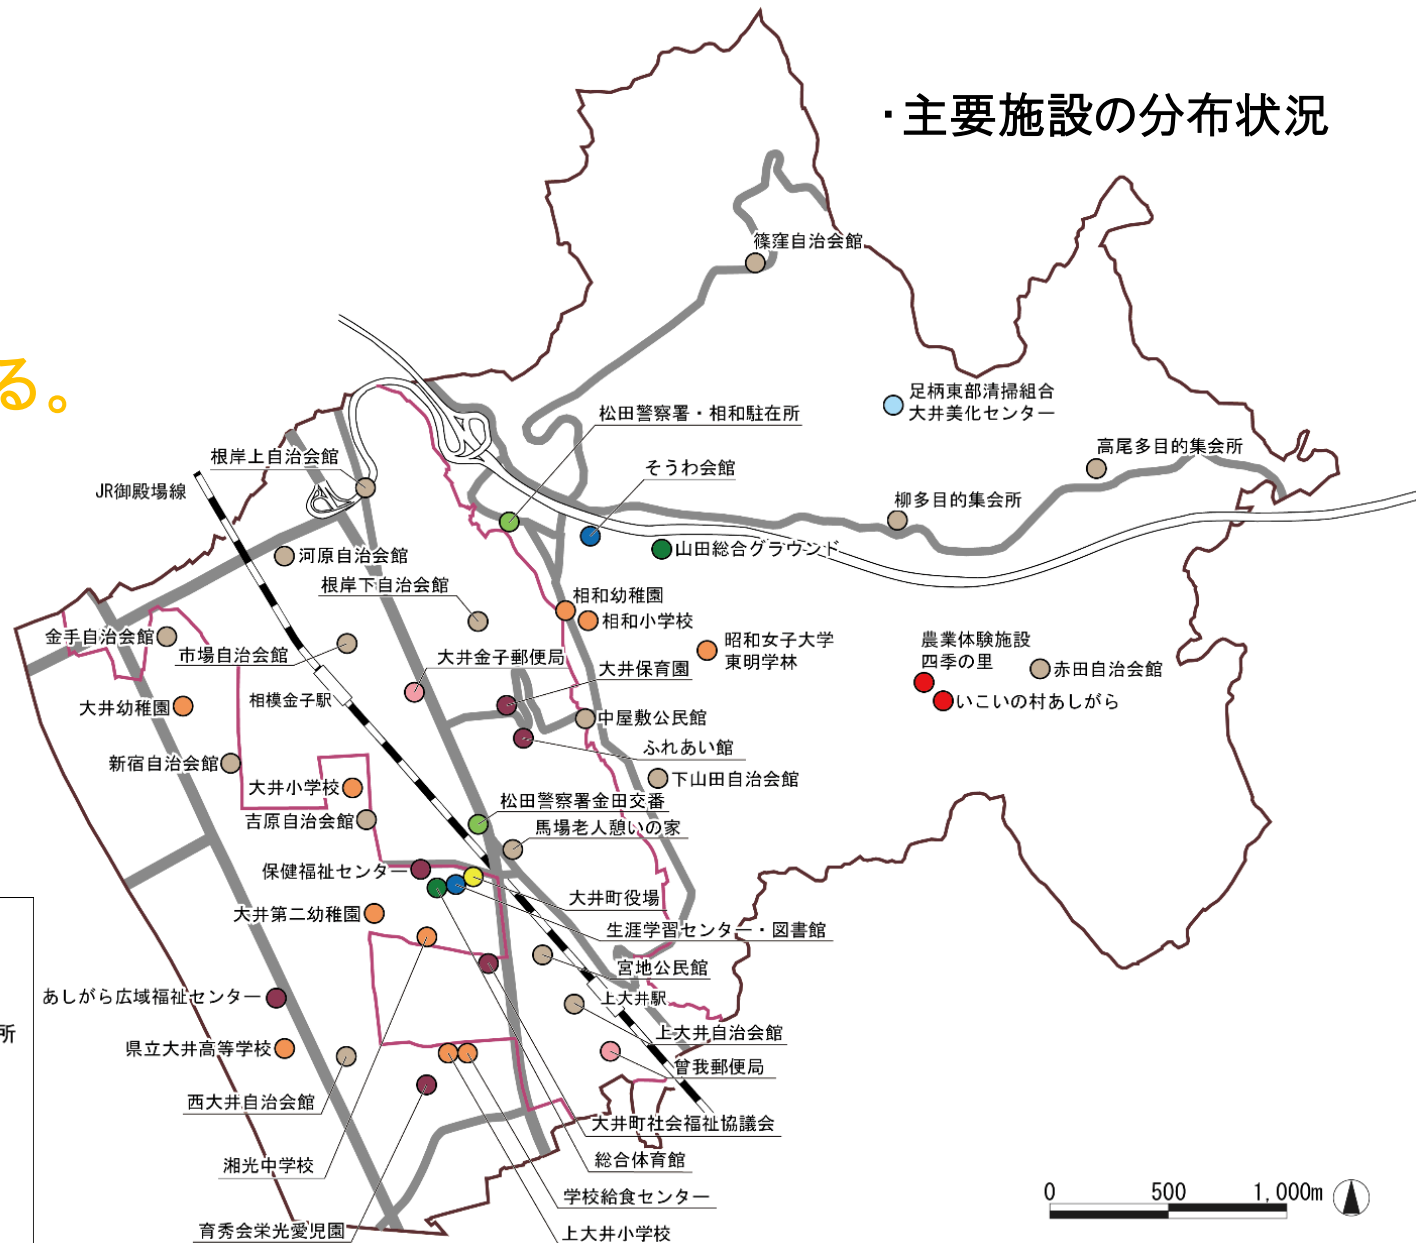 ・主要施設の分布状況
る。
篠窪自治会館
足柄東部清掃組合
大井美化センター
松田警察署・相和駐在所
高尾多目的集会所
根岸上自治会館
そうわ会館
JR御殿場線
柳多目的集会所
山田総合グラウンド
河原自治会館
根岸下自治会館
相和幼稚園
相和小学校
金手自治会館
市場自治会館
昭和女子大学
東明学林
農業体験施設
四季の里
大井金子郵便局
大井保育園
赤田自治会館
相模金子駅
いこいの村あしがら
大井幼稚園
中屋敷公民館
ふれあい館
新宿自治会館
下山田自治会館
大井小学校
松田警察署金田交番
吉原自治会館
馬場老人憩いの家
保健福祉センター
大井町役場
大井第二幼稚園
生涯学習センター・図書館
宮地公民館
あしがら広域福祉センター
上大井駅
所
上大井自治会館
県立大井高等学校
曽我郵便局
西大井自治会館
大井町社会福祉協議会
湘光中学校
総合体育館
学校給食センター
0 500 1,000m
育秀会栄光愛児園
上大井小学校